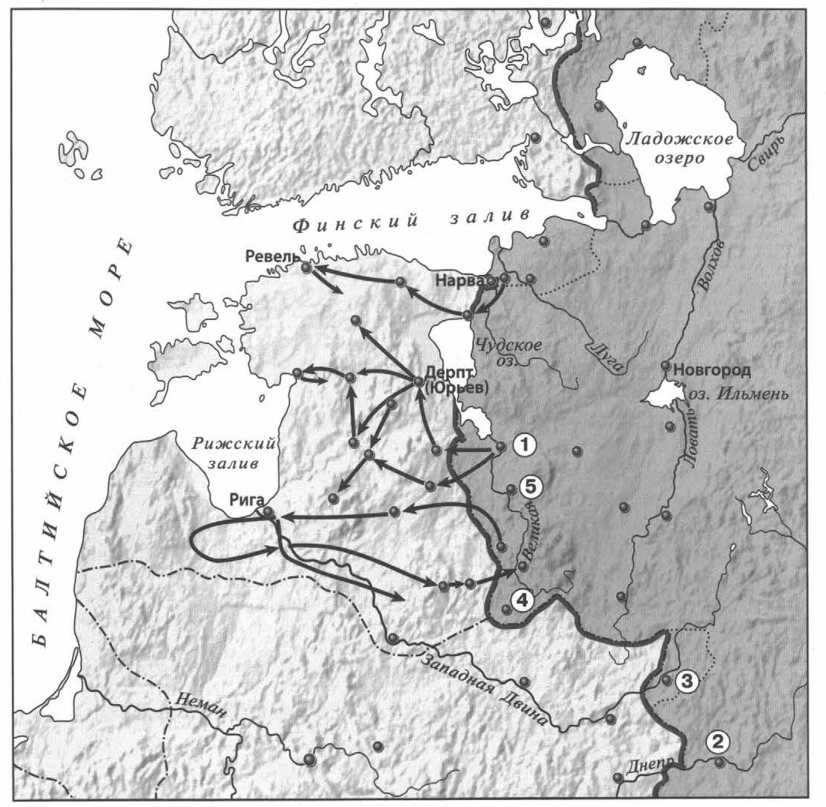 Ладожское
озеро
Свирь
Финский залив
БАЛТИЙСКОЕ МОРЕ
Ревель
Нарва
Волхов
Чудское
оз.
Луга
Новгород
оз. Ильмень
Дерпт
(Юрьев)
Ловать
Рижский
залив
1
5
Рига
Великая
4
Западная Двина
3
Неман
2
Днепр